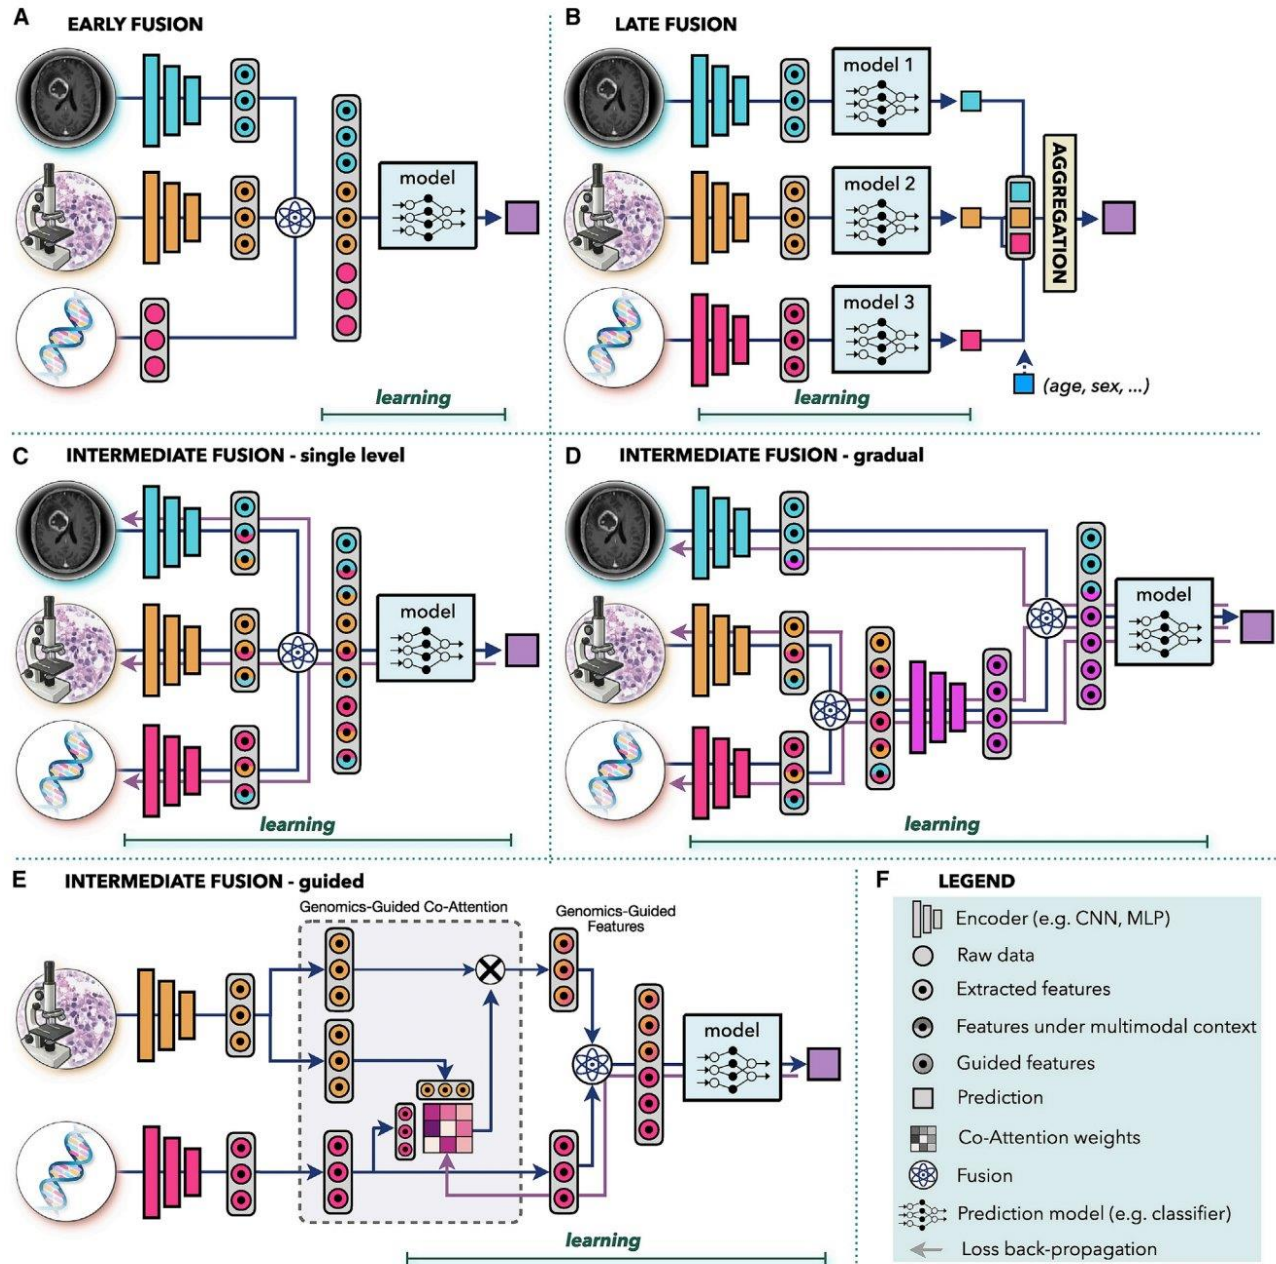 A EARLY FUSION
model
learning
B LATE FUSION
model 1
model 2
model 3
AGGREGATION
(age, sex, ...)
learning
C INTERMEDIATE FUSION - single level
model
learning
D INTERMEDIATE FUSION - gradual
model
learning
E INTERMEDIATE FUSION - guided
Genomics-Guided Co-Attention
Genomics-Guided
Features
model
learning
F LEGEND
Encoder (e.g. CNN, MLP)
Raw data
Extracted features
Features under multimodal context
Guided features
Prediction
Co-Attention weights
Fusion
Prediction model (e.g. classifier)
Loss back-propagation